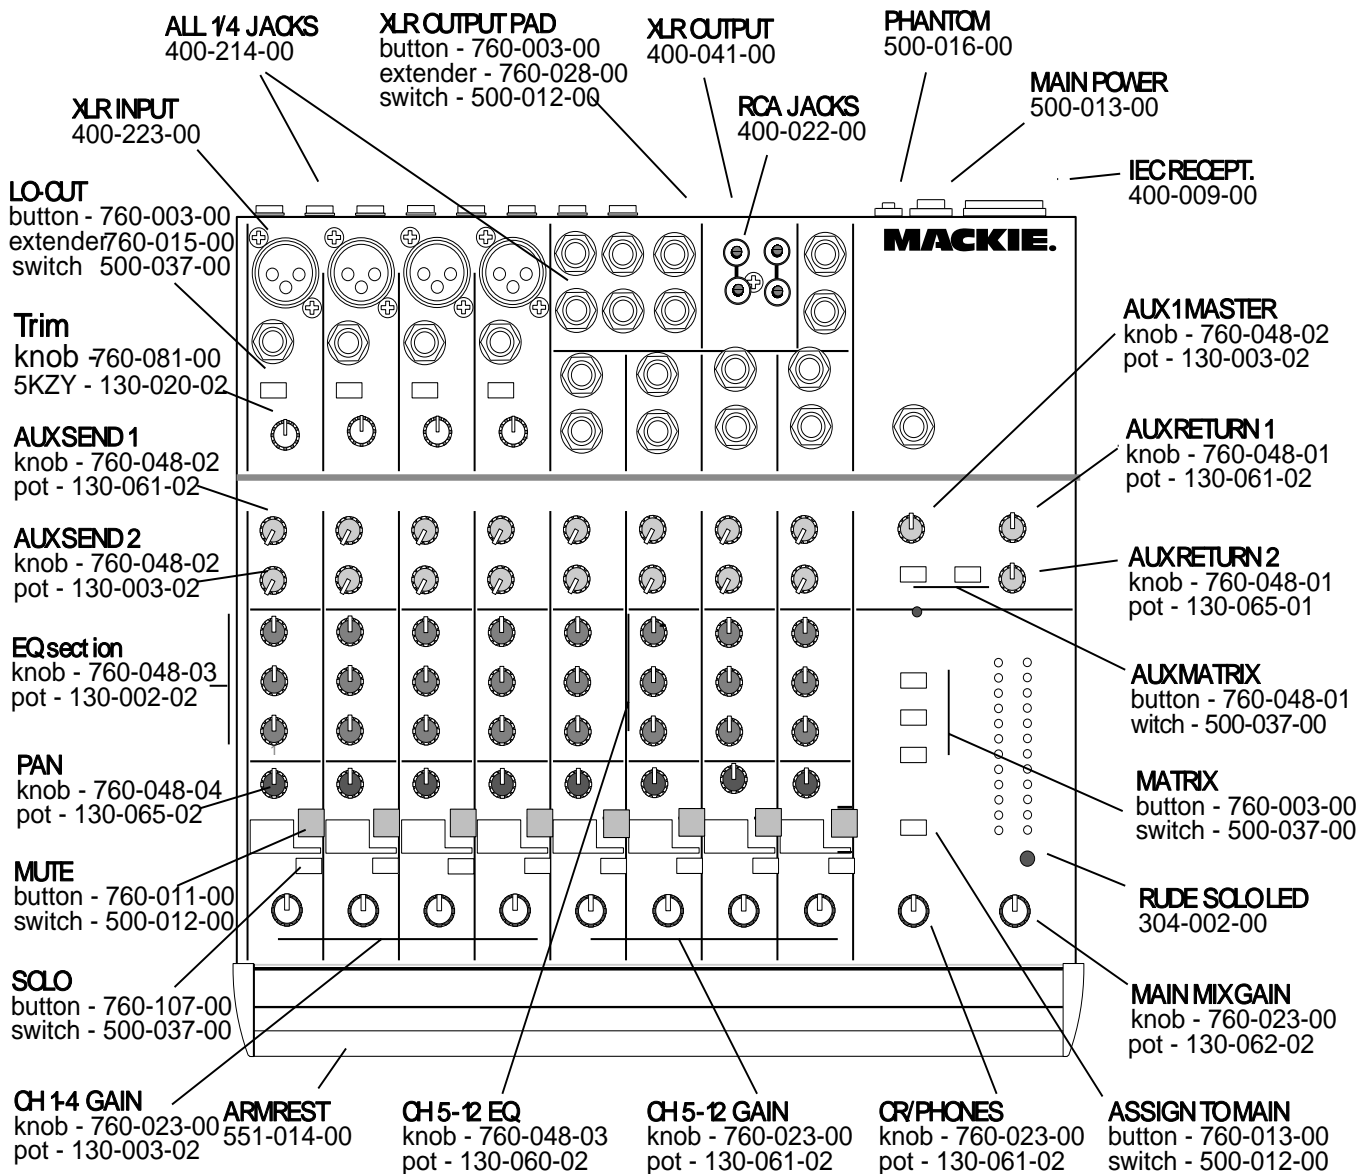 ALL 1/4 JACKS
400-214-00
XLR OUTPUT PAD
button - 760-003-00
extender - 760-028-00
switch - 500-012-00
XLR OUTPUT
400-041-00
PHANTOM
500-016-00
MAIN POWER
500-013-00
XLR INPUT
400-223-00
RCA JACKS
400-022-00
IEC RECEPT.
400-009-00
LO-CUT
button - 760-003-00
extender 760-015-00
switch 500-037-00
MACKIE.
Trim
knob -760-081-00
5KZY - 130-020-02
AUX 1 MASTER
knob - 760-048-02
pot - 130-003-02
AUX SEND 1
knob - 760-048-02
pot - 130-061-02
AUX RETURN 1
knob - 760-048-01
pot - 130-061-02
AUX SEND 2
knob - 760-048-02
pot - 130-003-02
AUX RETURN 2
knob - 760-048-01
pot - 130-065-01
EQ section
knob - 760-048-03
pot - 130-002-02
AUX MATRIX
button - 760-048-01
witch - 500-037-00
PAN
knob - 760-048-04
pot - 130-065-02
MATRIX
button - 760-003-00
switch - 500-037-00
MUTE
button - 760-011-00
switch - 500-012-00
RUDE SOLO LED
304-002-00
SOLO
button - 760-107-00
switch - 500-037-00
MAIN MIX GAIN
knob - 760-023-00
pot - 130-062-02
CH 1-4 GAIN
knob - 760-023-00
pot - 130-003-02
ARMREST
551-014-00
CH 5-12 EQ
knob - 760-048-03
pot - 130-060-02
CH 5-12 GAIN
knob - 760-023-00
pot - 130-061-02
CR/PHONES
knob - 760-023-00
pot - 130-061-02
ASSIGN TO MAIN
button - 760-013-00
switch - 500-012-00